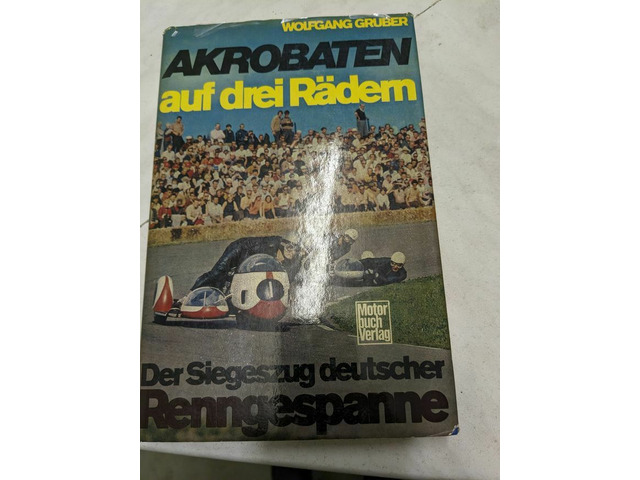 WOLFGANG GRUBER
AKROBATEN
auf drei Rädern
Motor
buch
Verlag
Der Siegeszug deutscher
Renngespanne